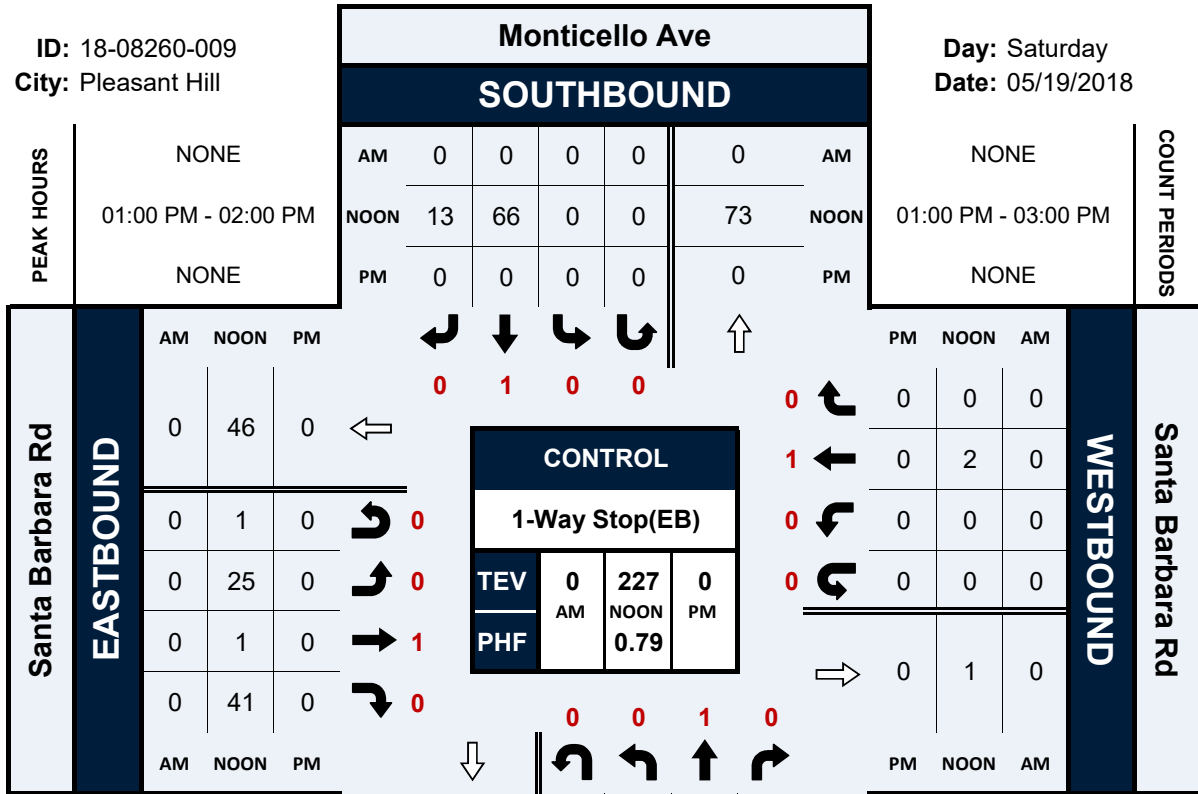 ID: 18-08260-009
City: Pleasant Hill
Monticello Ave
SOUTHBOUND
Day: Saturday
Date: 05/19/2018
PEAK HOURS
NONE
01:00 PM - 02:00 PM
NONE
AM 0 0 0 0 0 AM
NOON 13 66 0 0 73 NOON
PM 0 0 0 0 0 PM
NONE
01:00 PM - 03:00 PM
NONE
COUNT PERIODS
0 1 0 0
Santa Barbara Rd
EASTBOUND
AM NOON PM
0 46 0
0 1 0 0
0 25 0 0
0 1 0 1
0 41 0 0
AM NOON PM
CONTROL
1-Way Stop(EB)
TEV 0 227 0
AM NOON PM
PHF 0.79
PM NOON AM
0 0 0 0
1 0 2 0
0 0 0 0
0 0 0 0
0 1 0
PM NOON AM
WESTBOUND
Santa Barbara Rd
0 0 1 0